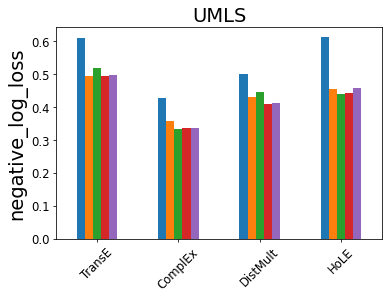 UMLS
negative_log_loss
0.6
0.5
0.4
0.3
0.2
0.1
0.0
TransE
ComplEx
DistMult
HoLE